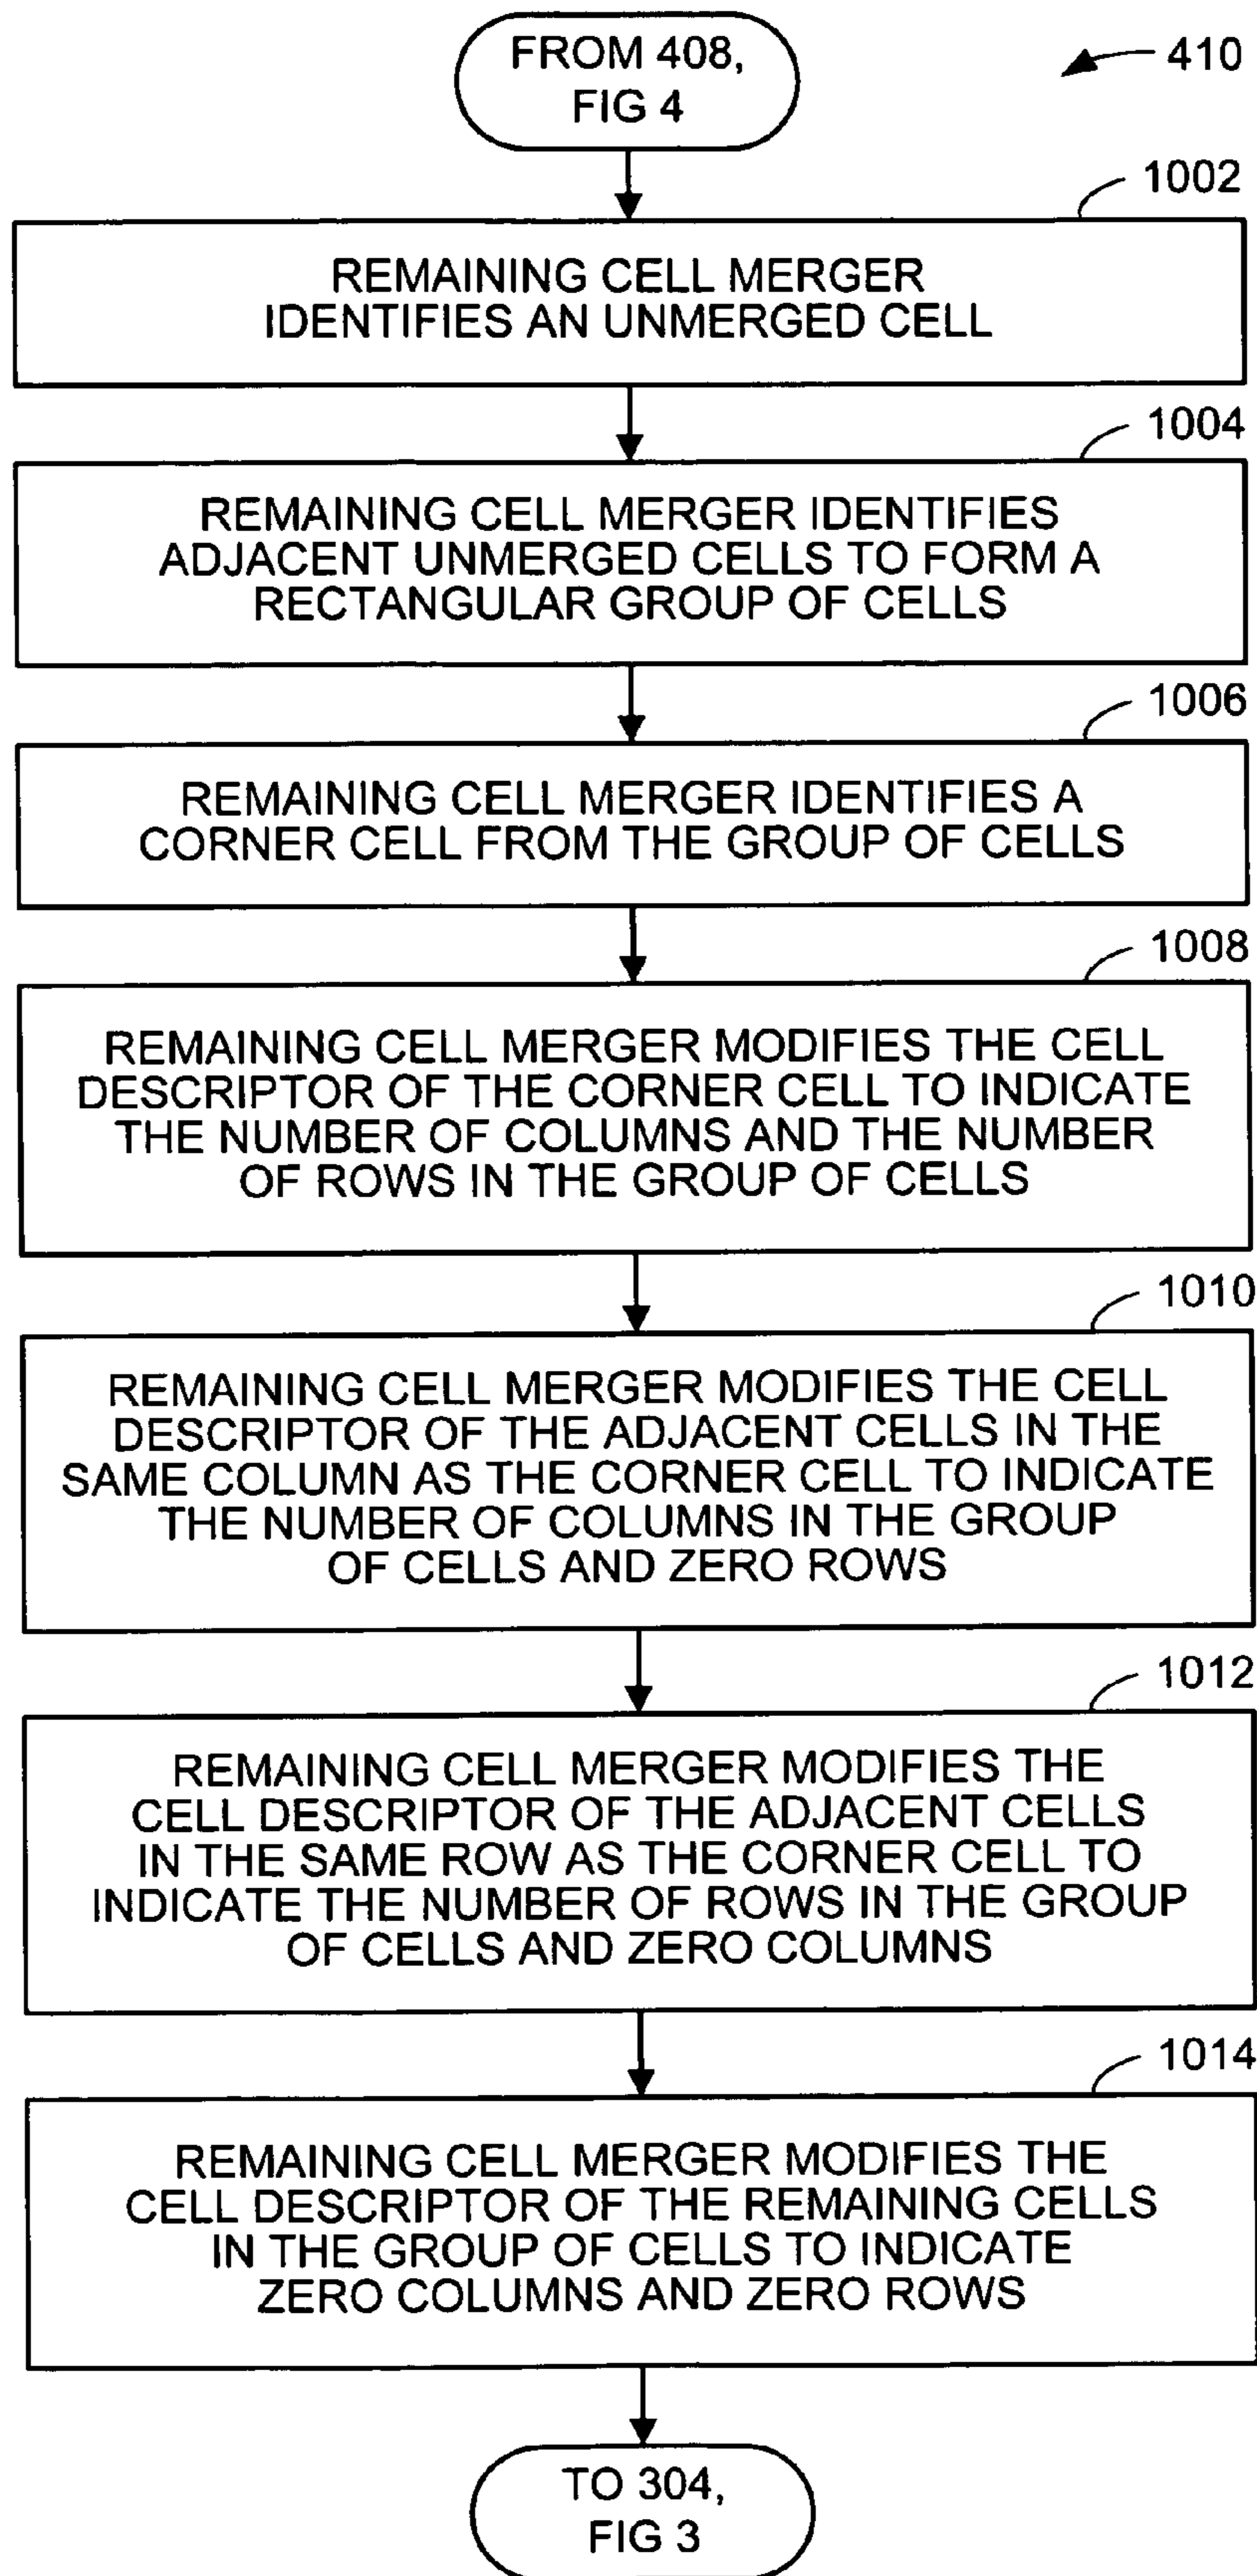 FROM 408,
FIG 4
410
1002
REMAINING CELL MERGER
IDENTIFIES AN UNMERGED CELL
1004
REMAINING CELL MERGER IDENTIFIES
ADJACENT UNMERGED CELLS TO FORM A
RECTANGULAR GROUP OF CELLS
1006
REMAINING CELL MERGER IDENTIFIES A
CORNER CELL FROM THE GROUP OF CELLS
1008
REMAINING CELL MERGER MODIFIES THE CELL
DESCRIPTOR OF THE CORNER CELL TO INDICATE
THE NUMBER OF COLUMNS AND THE NUMBER
OF ROWS IN THE GROUP OF CELLS
1010
REMAINING CELL MERGER MODIFIES THE CELL
DESCRIPTOR OF THE ADJACENT CELLS IN THE
SAME COLUMN AS THE CORNER CELL TO INDICATE
THE NUMBER OF COLUMNS IN THE GROUP
OF CELLS AND ZERO ROWS
1012
REMAINING CELL MERGER MODIFIES THE
CELL DESCRIPTOR OF THE ADJACENT CELLS
IN THE SAME ROW AS THE CORNER CELL TO
INDICATE THE NUMBER OF ROWS IN THE GROUP
OF CELLS AND ZERO COLUMNS
1014
REMAINING CELL MERGER MODIFIES THE
CELL DESCRIPTOR OF THE REMAINING CELLS
IN THE GROUP OF CELLS TO INDICATE
ZERO COLUMNS AND ZERO ROWS
TO 304,
FIG 3